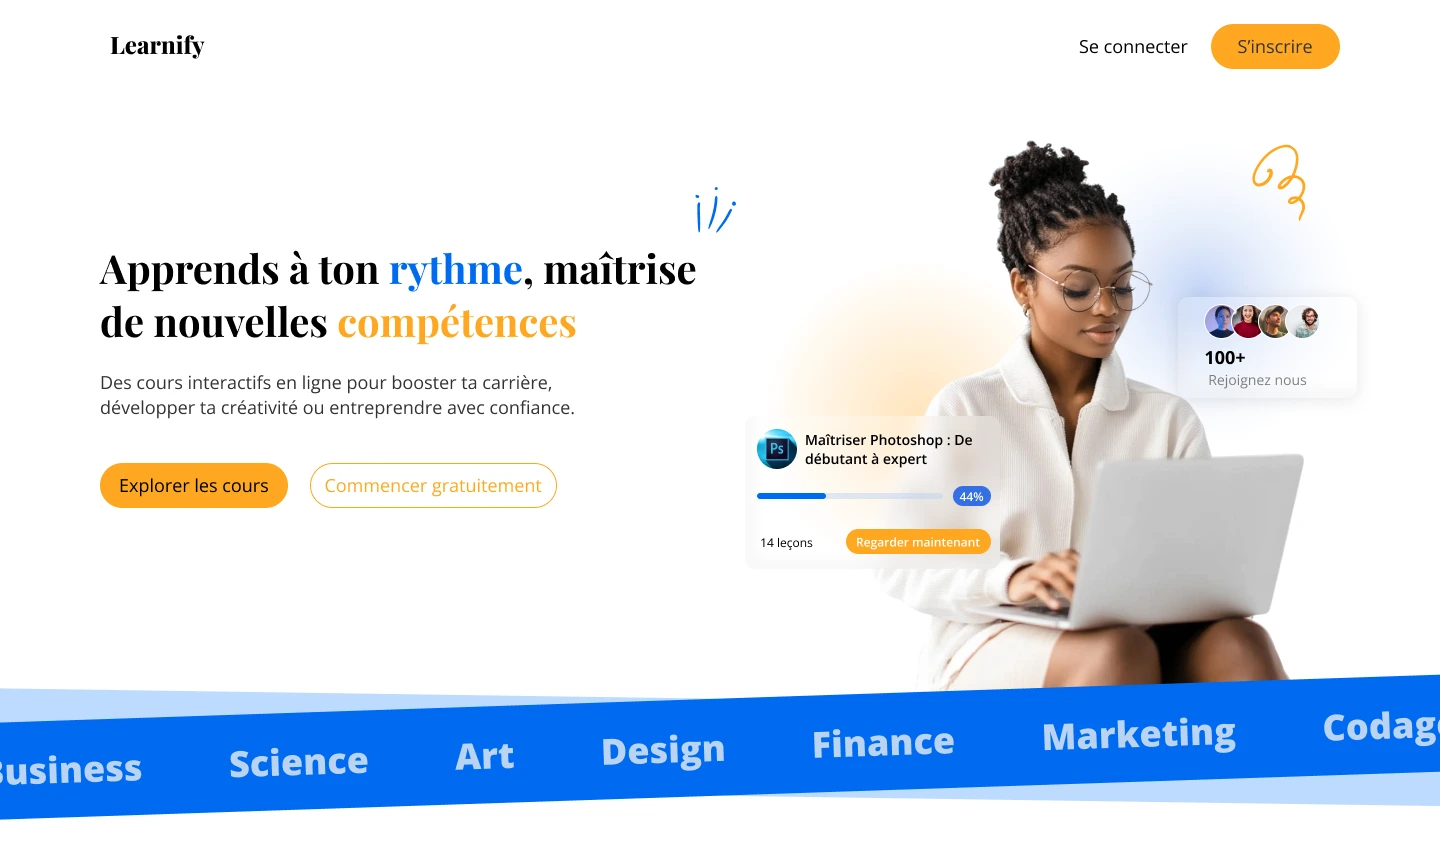 Learnify
Se connecter
S’inscrire
Apprends à ton rythme, maîtrise
de nouvelles compétences
Des cours interactifs en ligne pour booster ta carrière,
développer ta créativité ou entreprendre avec confiance.
Explorer les cours
Commencer gratuitement
100+
Rejoignez nous
Ps
Maîtriser Photoshop : De
débutant à expert
44%
14 leçons
Regarder maintenant
Business Science Art Design Finance Marketing Codage